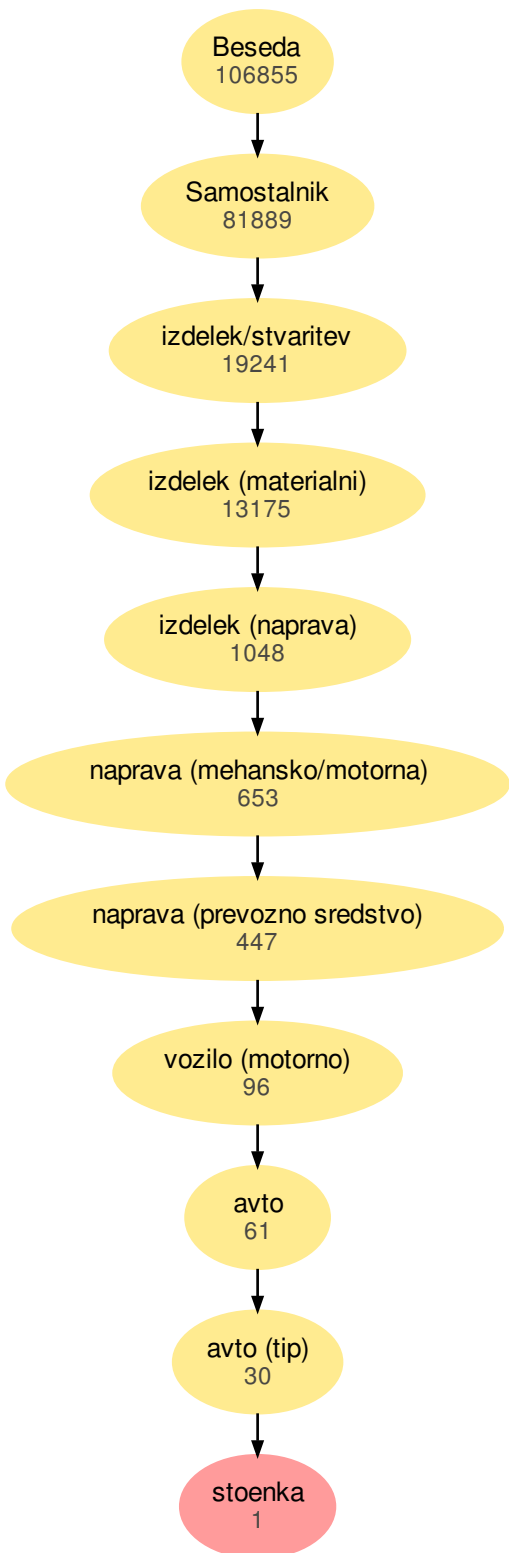 Beseda
106855
Samostalnik
81889
izdelek/stvaritev
19241
izdelek (materialni)
13175
izdelek (naprava)
1048
naprava (mehansko/motorna)
653
naprava (prevozno sredstvo)
447
vozilo (motorno)
96
avto
61
avto (tip)
30
stoenka
1